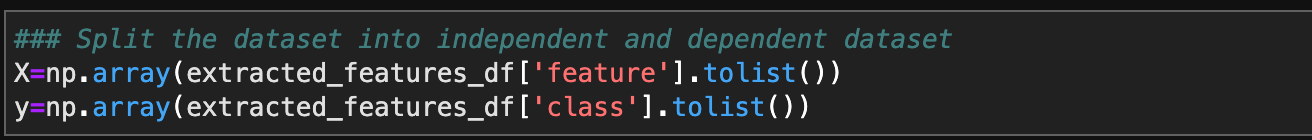 ### Split the dataset into independent and dependent dataset
X=np.array(extracted_features_df['feature'].tolist())
y=np.array(extracted_features_df['class'].tolist())